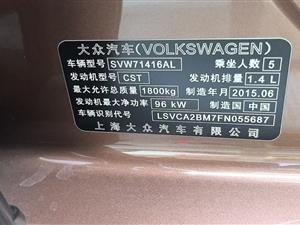 大众汽车(VOLKSWAGEN)
车辆型号 SVW71416AL 乘坐人数 5
发动机型号 CST 发动机排量 1.4 L
最大允许总质量 1800kg 制造年月 2015.06
发动机最大净功率 96 kW 制造国 中国
车辆识别代号 LSVCA2BM7FN055687
上海大众汽车有限公司